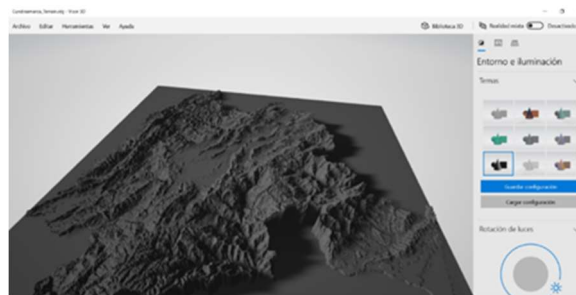 Cundinamarca_Terrain.stl - Visor 3D
Archivo Editar Herramientas Ver Ayuda
Biblioteca 3D
Realidad mixta
Desactivado
Entorno e iluminación
Temas
Guardar configuración
Cargar configuración
Rotación de luces